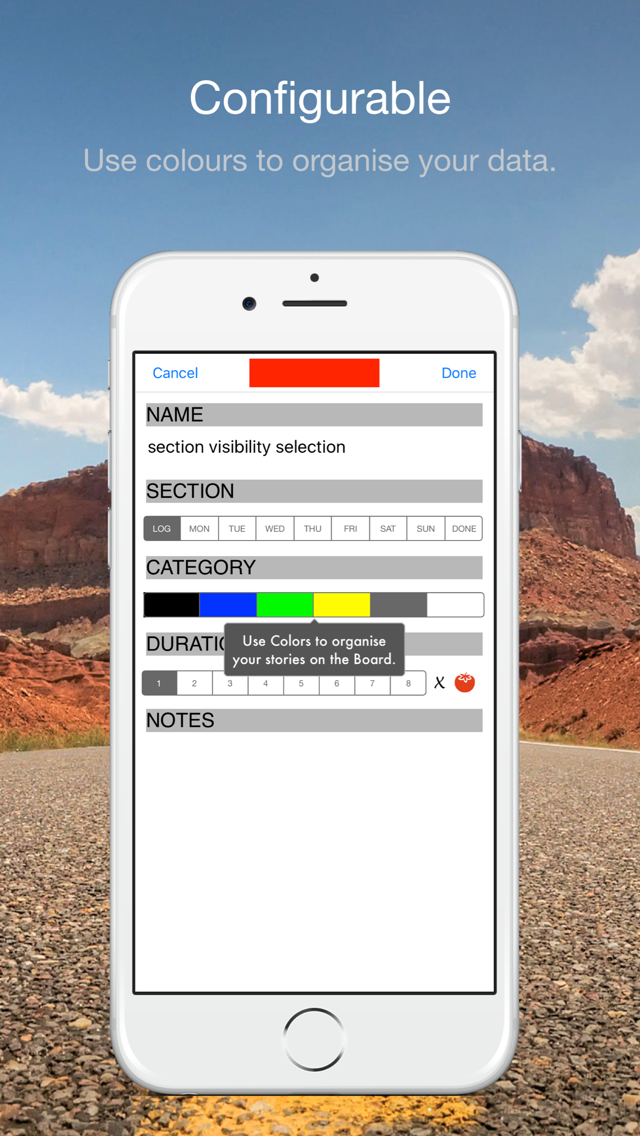 Configurable
Use colours to organise your data.
Cancel
Done
NAME
section visibility selection
SECTION
LOG MON TUE WED THU FRI SAT SUN DONE
CATEGORY
Use Colors to organise
your stories on the Board.
1 2 3 4 5 6 7 8 X
NOTES